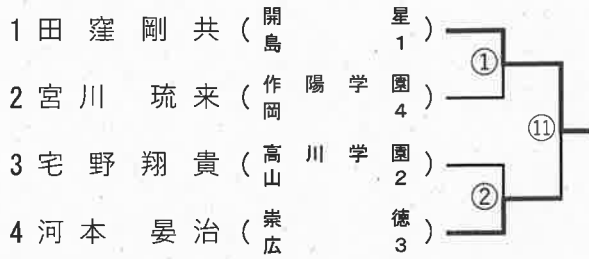 1 田窪剛共 (開星 島1)
①
2 宮川琉来 (作陽学園 岡4)
⑪
3 宅野翔貴 (高川学園 山2)
②
4 河本晏治 (崇徳 広3)